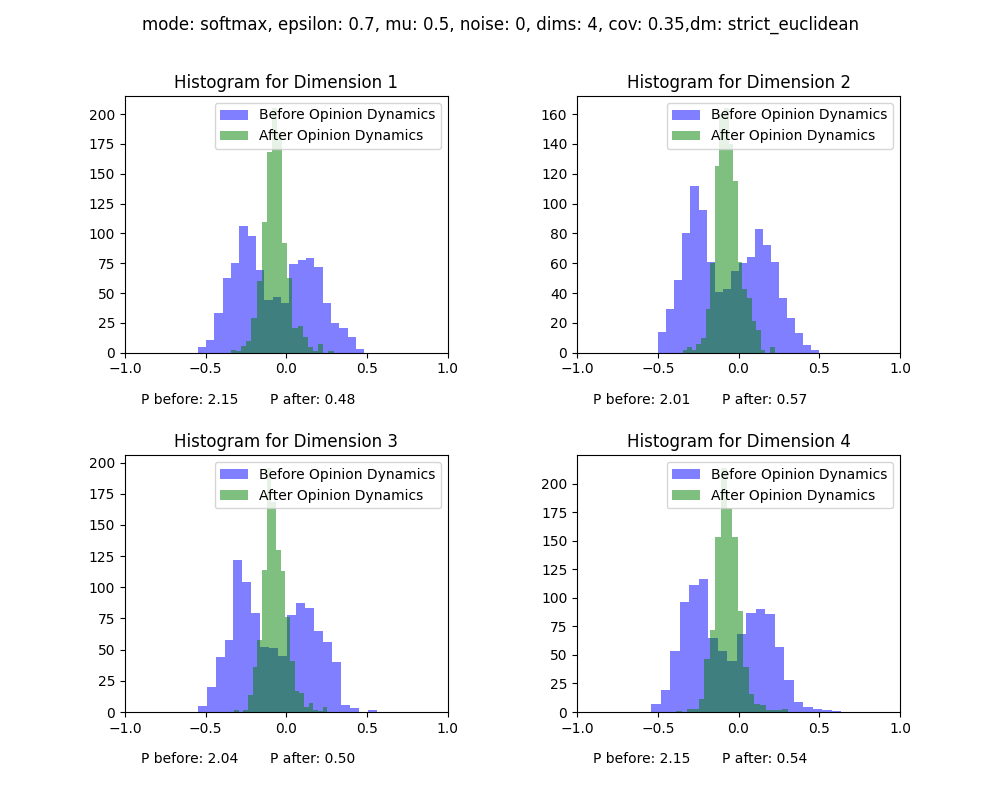 mode: softmax, epsilon: 0.7, mu: 0.5, noise: 0, dims: 4, cov: 0.35,dm: strict_euclidean
Histogram for Dimension 1
Before Opinion Dynamics
After Opinion Dynamics
200
175
150
125
100
75
50
25
0
−1.0 −0.5 0.0 0.5 1.0
P before: 2.15 P after: 0.48
Histogram for Dimension 2
Before Opinion Dynamics
After Opinion Dynamics
160
140
120
100
80
60
40
20
0
−1.0 −0.5 0.0 0.5 1.0
P before: 2.01 P after: 0.57
Histogram for Dimension 3
Before Opinion Dynamics
After Opinion Dynamics
200
175
150
125
100
75
50
25
0
−1.0 −0.5 0.0 0.5 1.0
P before: 2.04 P after: 0.50
Histogram for Dimension 4
Before Opinion Dynamics
After Opinion Dynamics
200
175
150
125
100
75
50
25
0
−1.0 −0.5 0.0 0.5 1.0
P before: 2.15 P after: 0.54